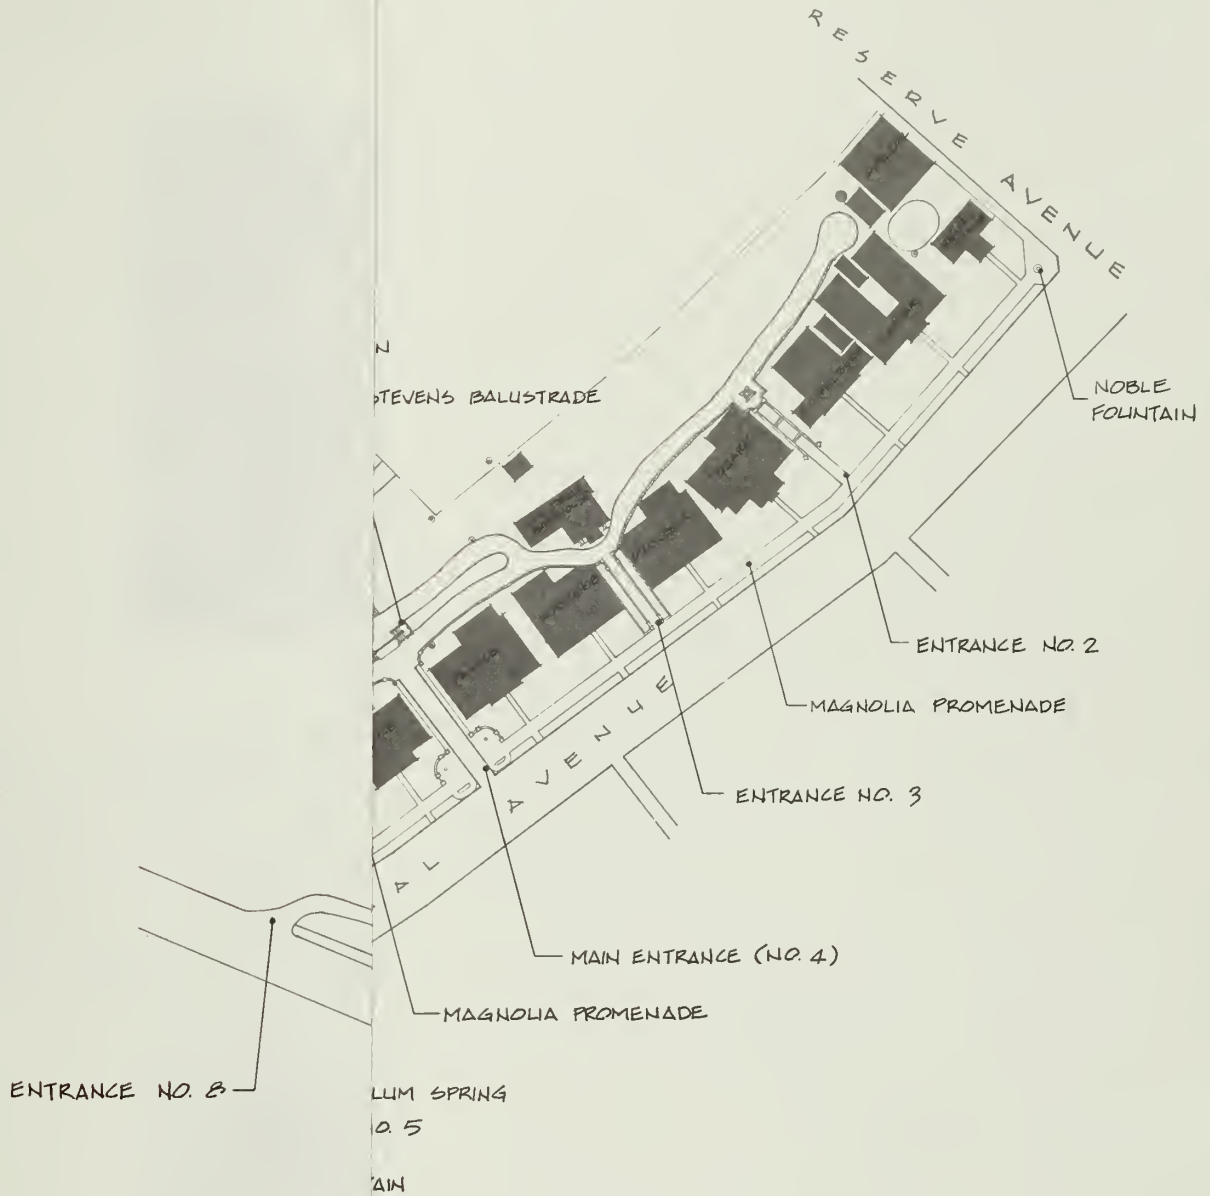 RESERVE AVENUE
N
STEVENS BALUSTRADE
NOBLE
FOUNTAIN
ENTRANCE NO. 2
MAGNOLIA PROMENADE
ENTRANCE NO. 3
AL AVENUE
MAIN ENTRANCE (NO. 4)
MAGNOLIA PROMENADE
ENTRANCE NO. 8
LUM SPRING
O. 5
AIN